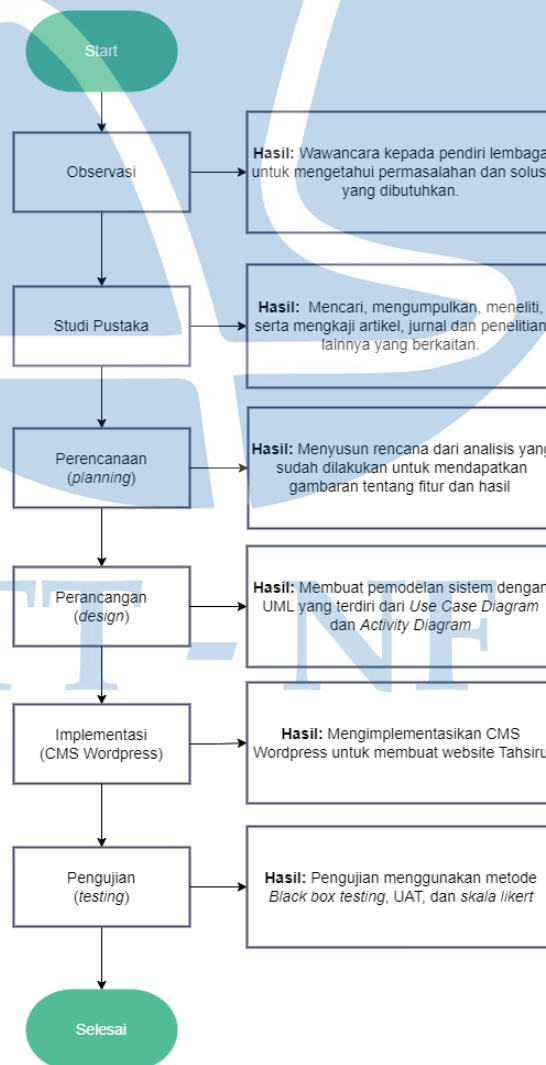 Start
Observasi
Hasil: Wawancara kepada pendiri lembaga
untuk mengetahui permasalahan dan solus
yang dibutuhkan.
Studi Pustaka
Hasil: Mencari, mengumpulkan, meneliti,
serta mengkaji artikel, jurnal dan penelitian
lainnya yang berkaitan.
Perencanaan
(planning)
Hasil: Menyusun rencana dari analisis yang
sudah dilakukan untuk mendapatkan
gambaran tentang fitur dan hasil
Perancangan
(design)
Hasil: Membuat pemodelan sistem dengan
UML yang terdiri dari Use Case Diagram
dan Activity Diagram
Implementasi
(CMS Wordpress)
Hasil: Mengimplementasikan CMS
Wordpress untuk membuat website Tahsiru
Pengujian
(testing)
Hasil: Pengujian menggunakan metode
Black box testing, UAT, dan skala likert
Selesai